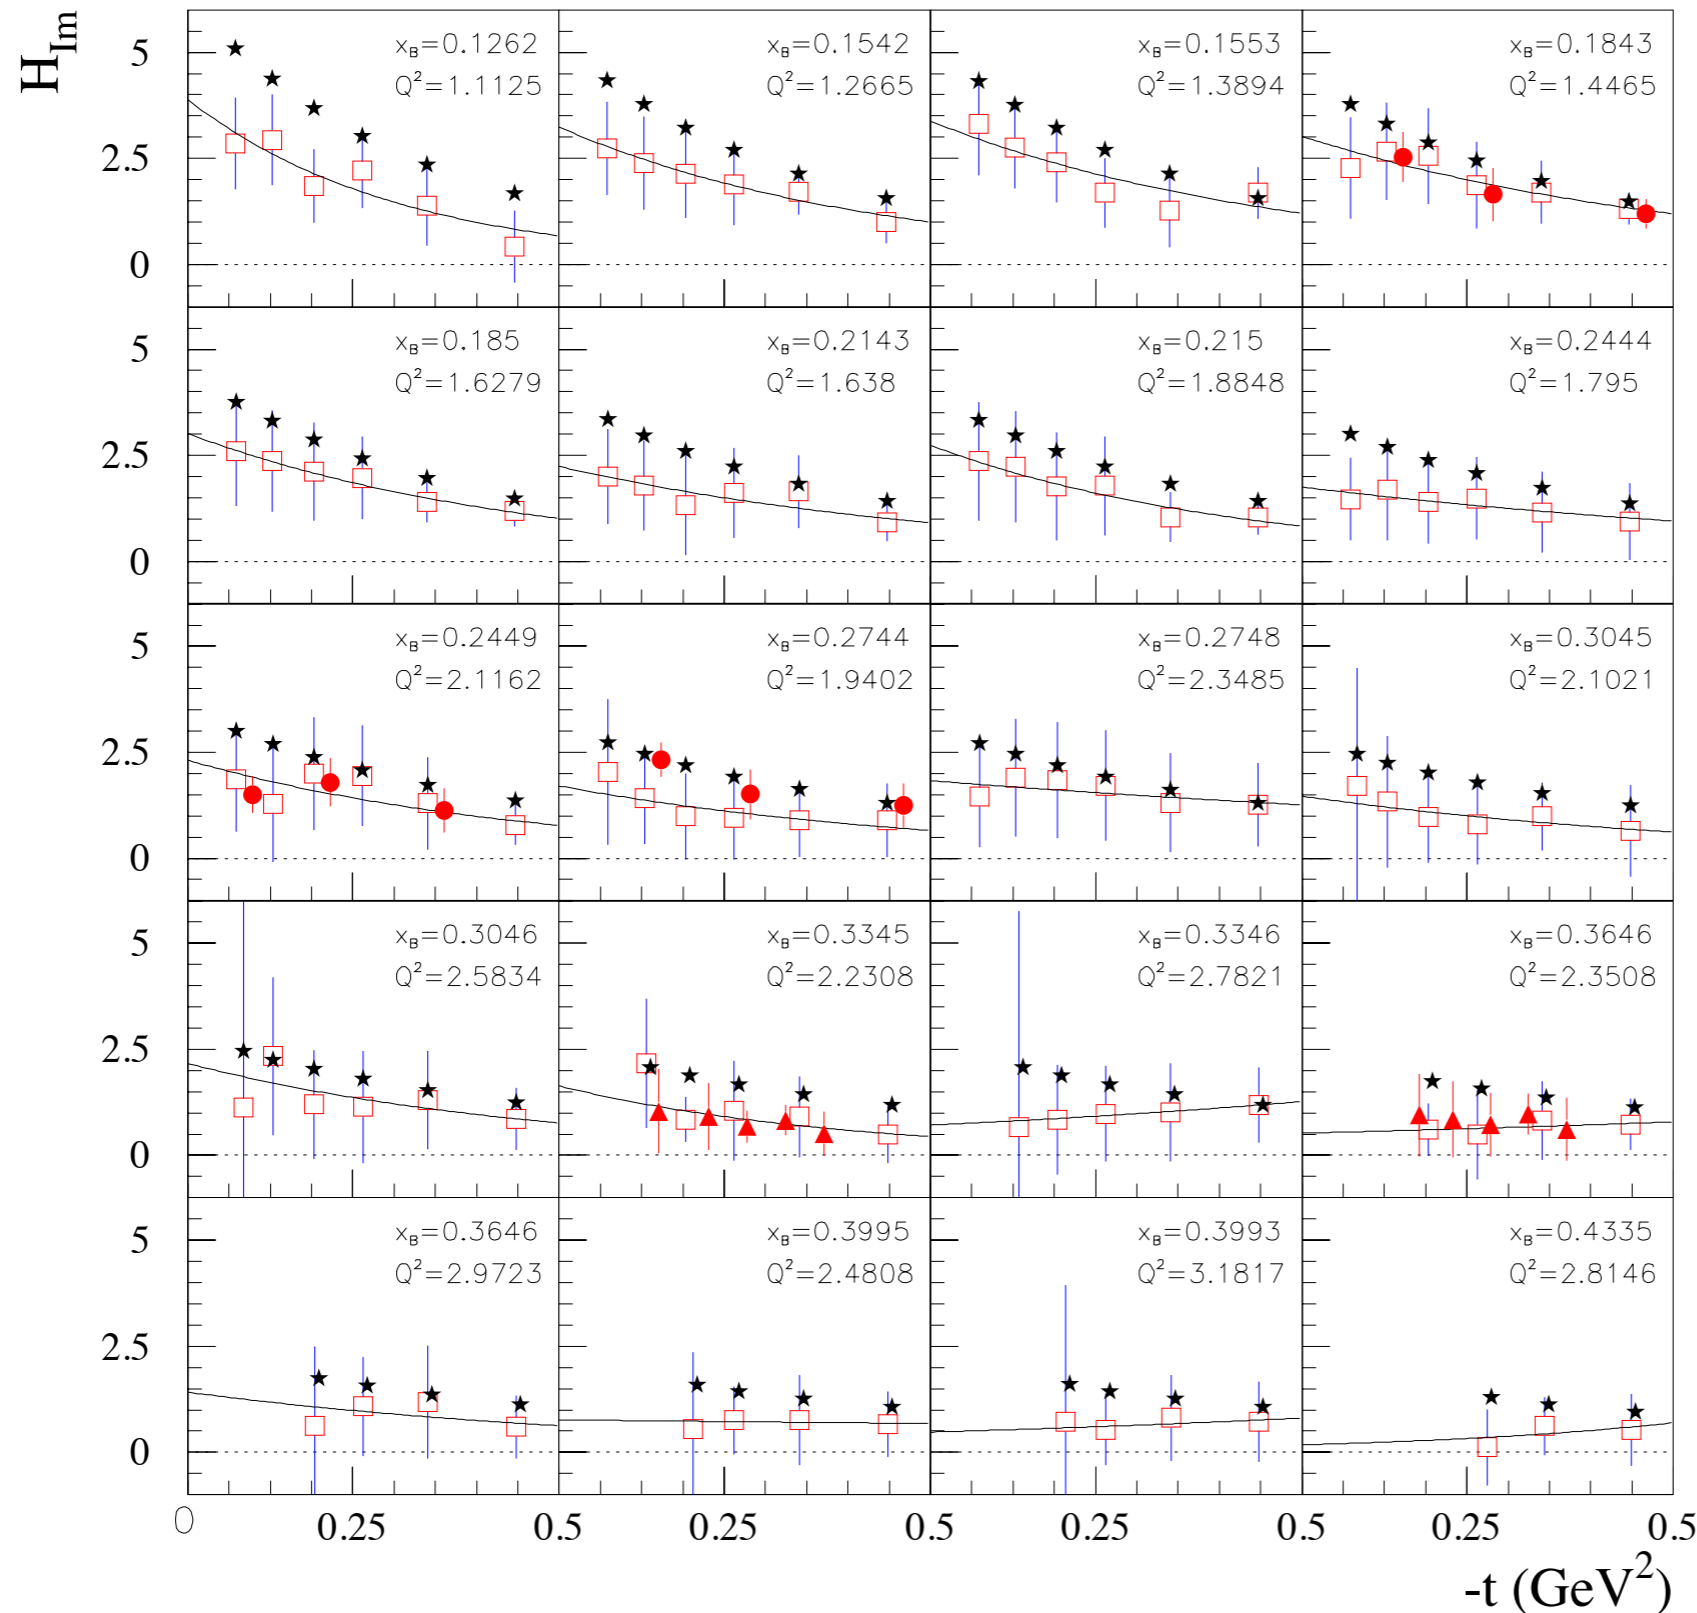 H_Im
5
x_B=0.1262
x_B=0.1542
x_B=0.1553
x_B=0.1843
Q²=1.1125
Q²=1.2665
Q²=1.3894
Q²=1.4465
2.5
0
5
x_B=0.185
x_B=0.2143
x_B=0.215
x_B=0.2444
Q²=1.6279
Q²=1.638
Q²=1.8848
Q²=1.795
2.5
0
5
x_B=0.2449
x_B=0.2744
x_B=0.2748
x_B=0.3045
Q²=2.1162
Q²=1.9402
Q²=2.3485
Q²=2.1021
2.5
0
5
x_B=0.3046
x_B=0.3345
x_B=0.3346
x_B=0.3646
Q²=2.5834
Q²=2.2308
Q²=2.7821
Q²=2.3508
2.5
0
5
x_B=0.3646
x_B=0.3995
x_B=0.3993
x_B=0.4335
Q²=2.9723
Q²=2.4808
Q²=3.1817
Q²=2.8146
2.5
0
0 0.25 0.5 0.25 0.5 0.25 0.5 0.25 0.5
-t (GeV²)